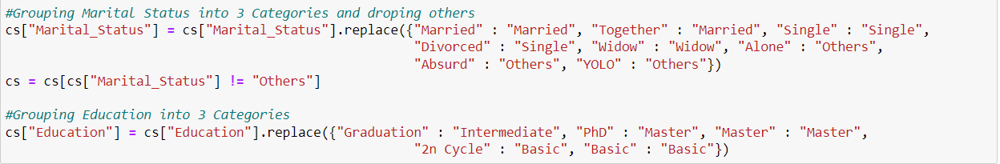 #Grouping Marital Status into 3 Categories and droping others
cs["Marital_Status"] = cs["Marital_Status"].replace({"Married" : "Married", "Together" : "Married", "Single" : "Single",
"Divorced" : "Single", "Widow" : "Widow", "Alone" : "Others",
"Absurd" : "Others", "YOLO" : "Others"})
cs = cs[cs["Marital_Status"] != "Others"]
#Grouping Education into 3 Categories
cs["Education"] = cs["Education"].replace({"Graduation" : "Intermediate", "PhD" : "Master", "Master" : "Master",
"2n Cycle" : "Basic", "Basic" : "Basic"})